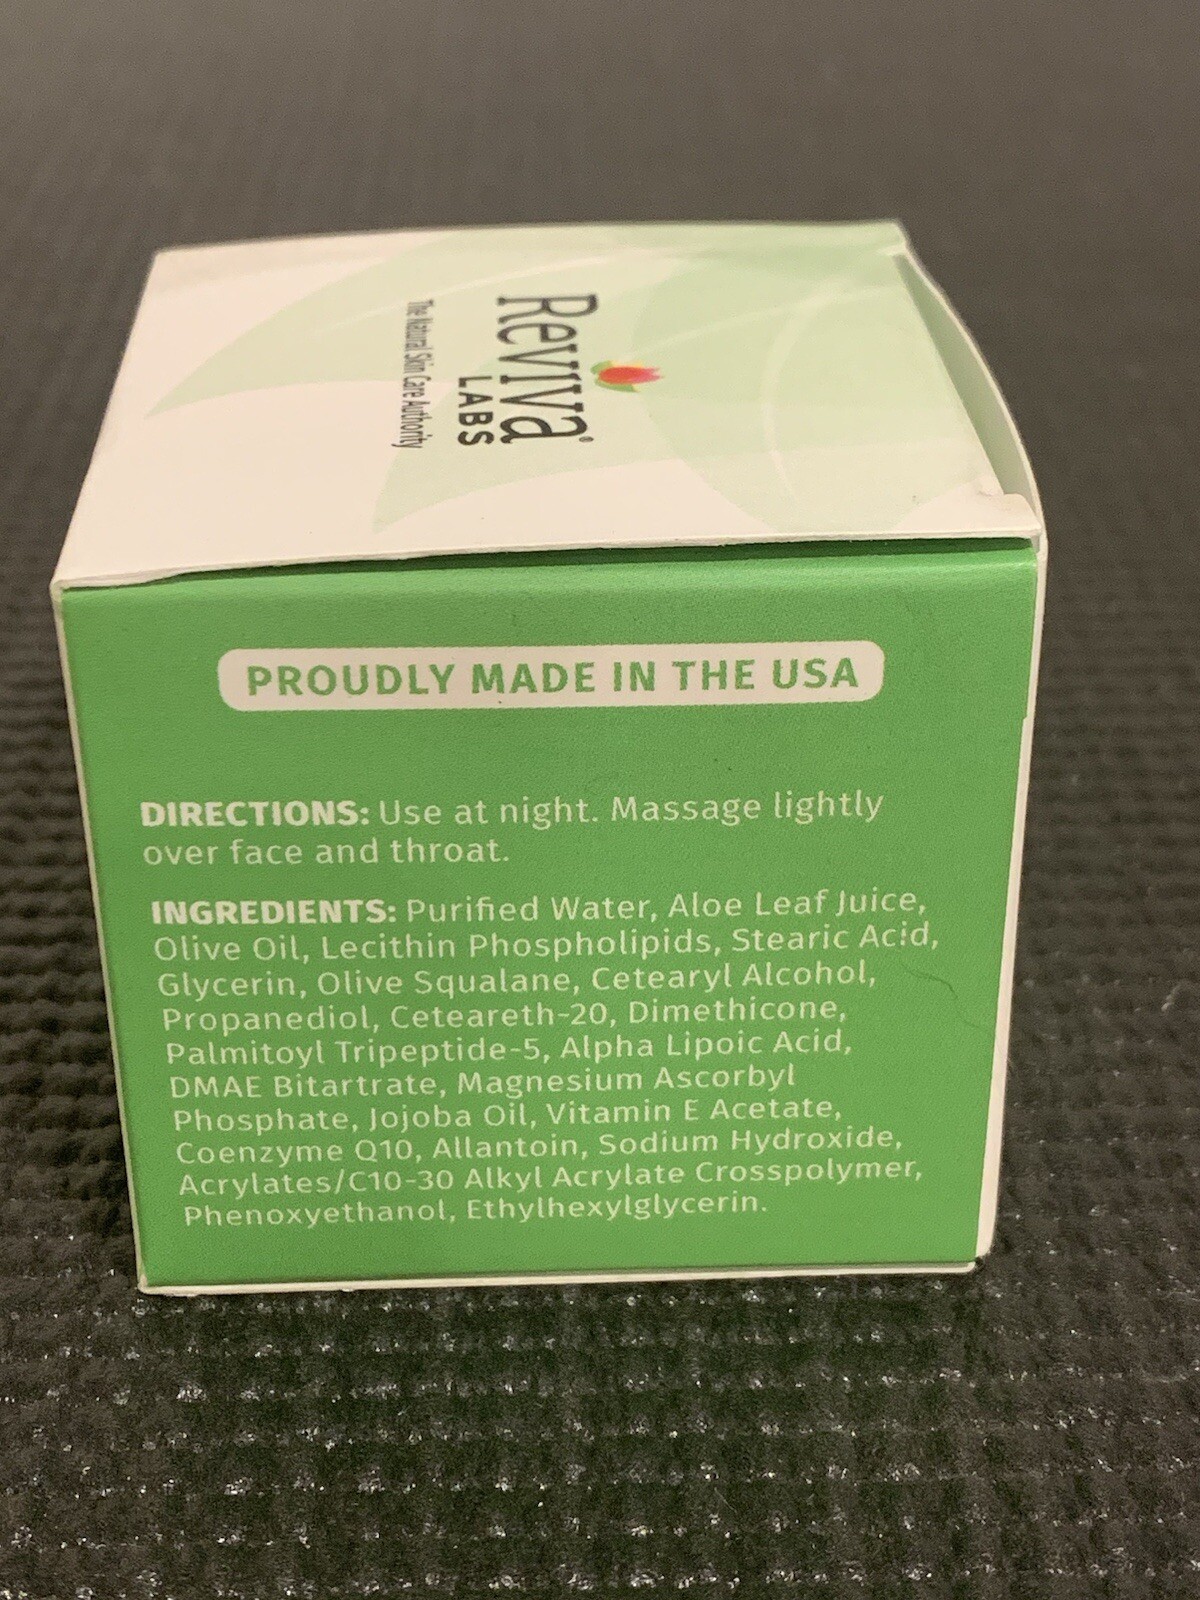 Reviva®
LABS
The Natural Skin Care Authority
PROUDLY MADE IN THE USA
DIRECTIONS: Use at night. Massage lightly
over face and throat.
INGREDIENTS: Purified Water, Aloe Leaf Juice,
Olive Oil, Lecithin Phospholipids, Stearic Acid,
Glycerin, Olive Squalane, Cetearyl Alcohol,
Propanediol, Ceteareth-20, Dimethicone,
Palmitoyl Tripeptide-5, Alpha Lipoic Acid,
DMAE Bitartrate, Magnesium Ascorbyl
Phosphate, Jojoba Oil, Vitamin E Acetate,
Coenzyme Q10, Allantoin, Sodium Hydroxide,
Acrylates/C10-30 Alkyl Acrylate Crosspolymer,
Phenoxyethanol, Ethylhexylglycerin.